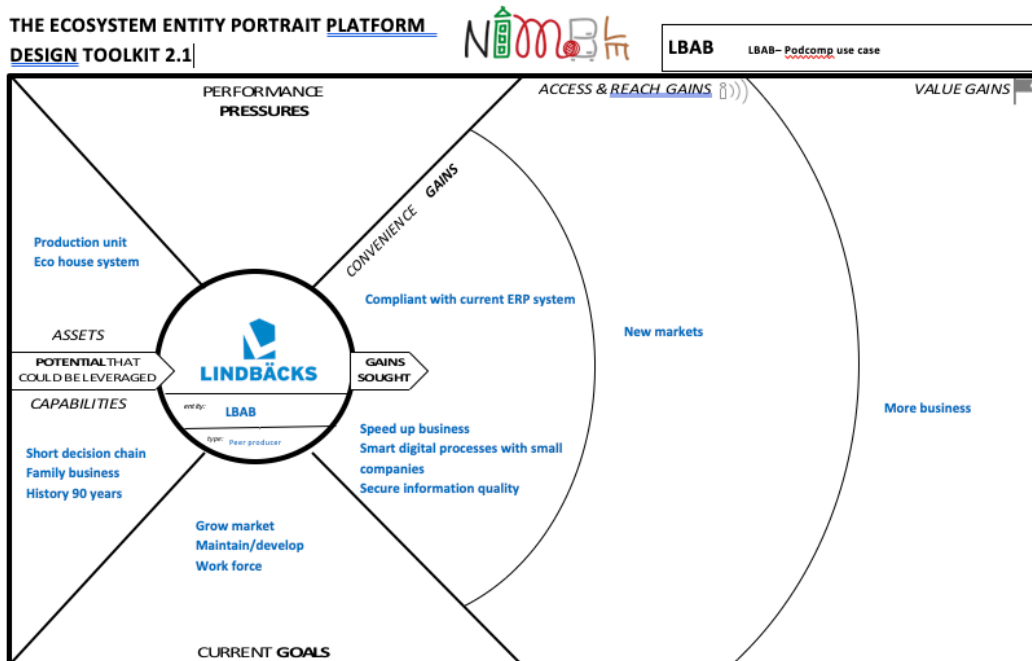 THE ECOSYSTEM ENTITY PORTRAIT PLATFORM
DESIGN TOOLKIT 2.1
NIMBLE
LBAB LBAB– Podcomp use case
PERFORMANCE
PRESSURES
ACCESS & REACH GAINS
VALUE GAINS
CONVENIENCE GAINS
Production unit
Eco house system
Compliant with current ERP system
New markets
ASSETS
POTENTIAL THAT
COULD BE LEVERAGED
LINDBÄCKS
GAINS
SOUGHT
CAPABILITIES
entity: LBAB
type: Peer producer
More business
Short decision chain
Family business
History 90 years
Speed up business
Smart digital processes with small
companies
Secure information quality
Grow market
Maintain/develop
Work force
CURRENT GOALS